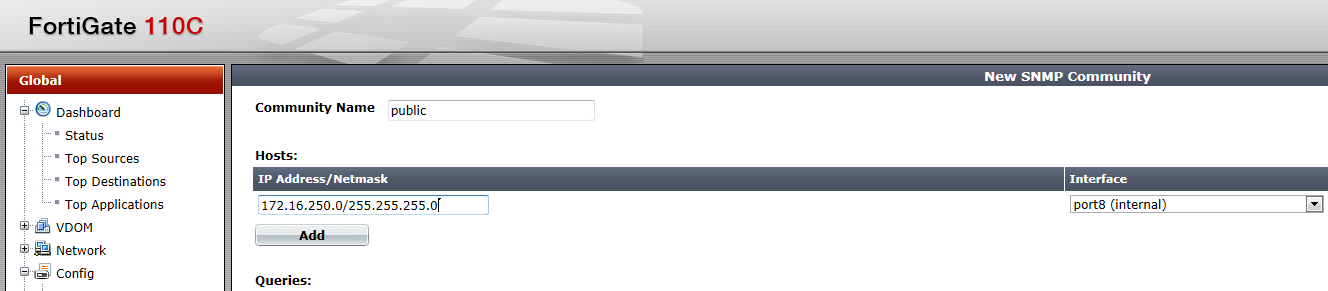 FortiGate 110C
Global
Dashboard
Status
Top Sources
Top Destinations
Top Applications
VDOM
Network
Config
New SNMP Community
Community Name public
Hosts:
IP Address/Netmask Interface
172.16.250.0/255.255.255.0 port8 (internal)
Add
Queries: